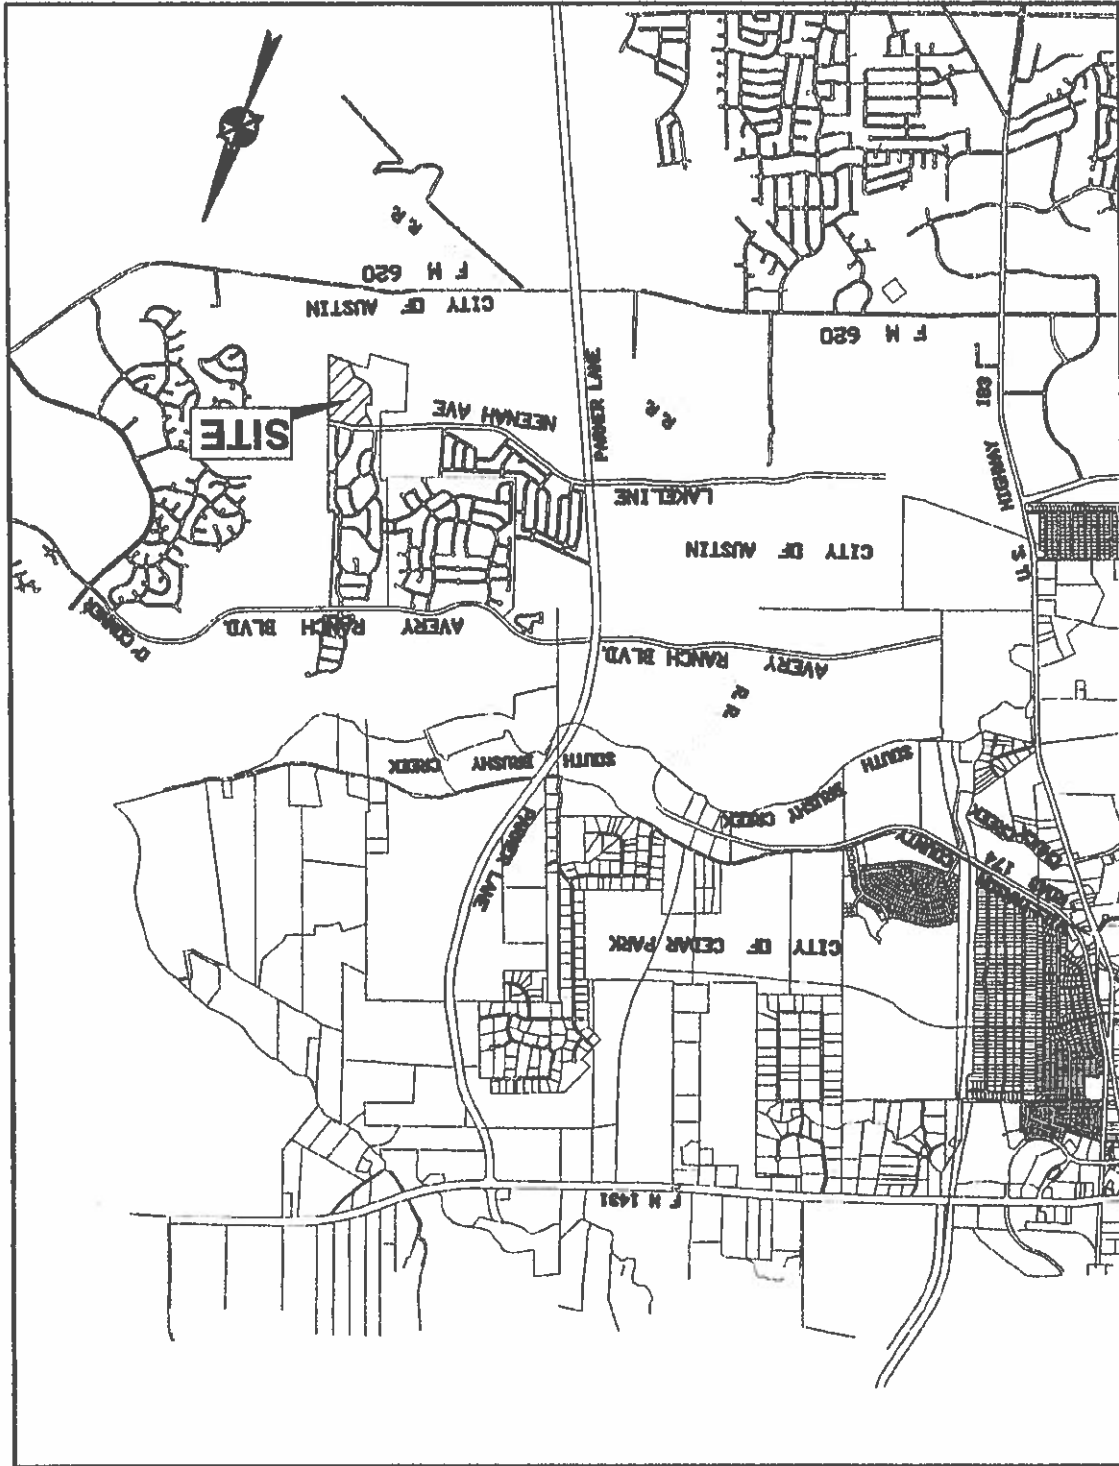 F M 1431
CITY OF CEDAR PARK
COUNTY
ROAD
174
PARMER LANE
SOUTH
BRUSHY CREEK
SOUTH BRUSHY CREEK
R. R.
AVERY RANCH BLVD.
AVERY RANCH BLVD.
O' CONNER
CITY OF AUSTIN
HIGHWAY 183
LAKELINE
NEENAH AVE
SITE
R. R.
PARMER LANE
F M 620
CITY OF AUSTIN
F M 620
R. R.